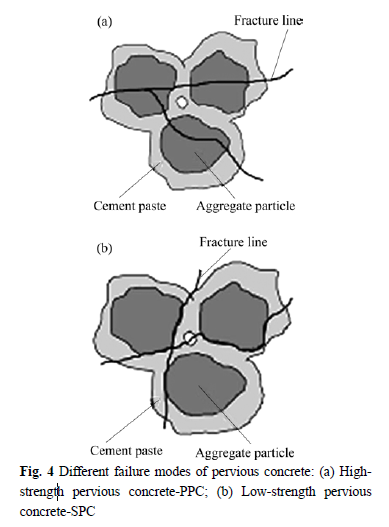 (a)
Fracture line
Cement paste
Aggregate particle
(b)
Fracture line
Cement paste
Aggregate particle
Fig. 4 Different failure modes of pervious concrete: (a) High-
strength pervious concrete-PPC; (b) Low-strength pervious
concrete-SPC